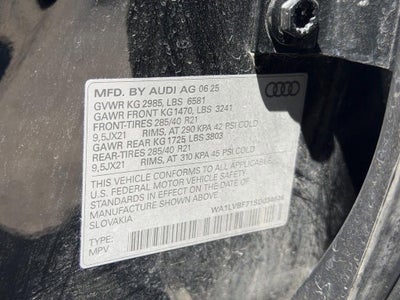 MFD. BY AUDI AG 06 25
GVWR KG 2985, LBS 6581
GAWR FRONT KG 1470, LBS 3241
FRONT-TIRES 285/40 R21
9,5JX21 RIMS, AT 290 KPA 42 PSI COLD
GAWR REAR KG 1725 LBS 3803
REAR-TIRES 285/40 R21
9,5JX21 RIMS, AT 310 KPA 45 PSI COLD
THIS VEHICLE CONFORMS TO ALL APPLICABLE
U.S. FEDERAL MOTOR VEHICLE SAFETY
STANDARDS IN EFFECT ON THE DATE OF
MANUFACTURE SHOWN ABOVE.
SLOVAKIA
TYPE:
MPV